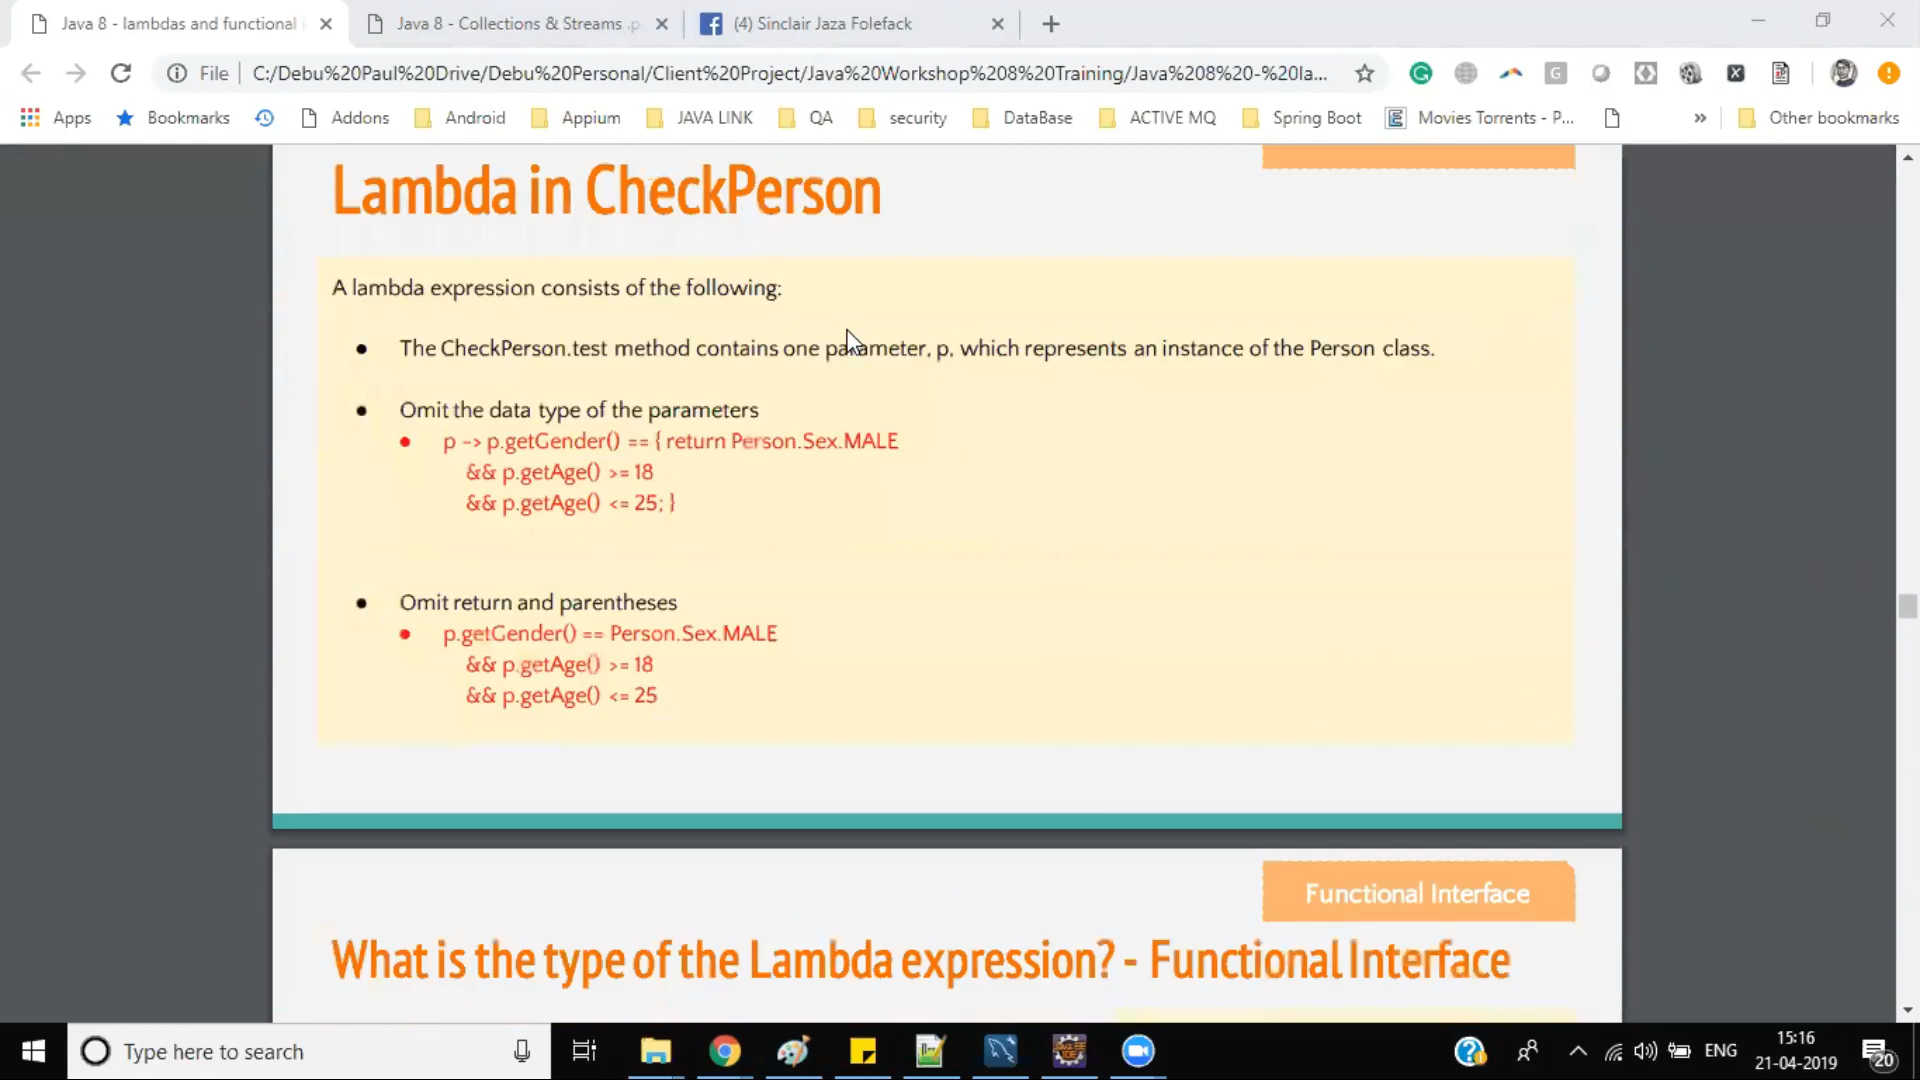 Java 8 - lambdas and functional
Java 8 - Collections & Streams .p
(4) Sinclair Jaza Folefack
File
C:/Debu%20Paul%20Drive/Debu%20Personal/Client%20Project/Java%20Workshop%208%20Training/Java%208%20-%20la...
Apps
Bookmarks
Addons
Android
Appium
JAVA LINK
QA
security
DataBase
ACTIVE MQ
Spring Boot
Movies Torrents - P...
»
Other bookmarks
Lambda in CheckPerson
A lambda expression consists of the following:
● The CheckPerson.test method contains one parameter, p, which represents an instance of the Person class.
● Omit the data type of the parameters
● p -> p.getGender() == { return Person.Sex.MALE
&& p.getAge() >= 18
&& p.getAge() <= 25; }
● Omit return and parentheses
● p.getGender() == Person.Sex.MALE
&& p.getAge() >= 18
&& p.getAge() <= 25
Functional Interface
What is the type of the Lambda expression? - Functional Interface
Type here to search
ENG
15:16
21-04-2019
20